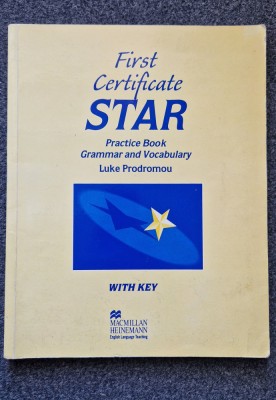 First
Certificate
STAR
Practice Book
Grammar and Vocabulary
Luke Prodromou
WITH KEY
MACMILLAN
HEINEMANN
English Language Teaching